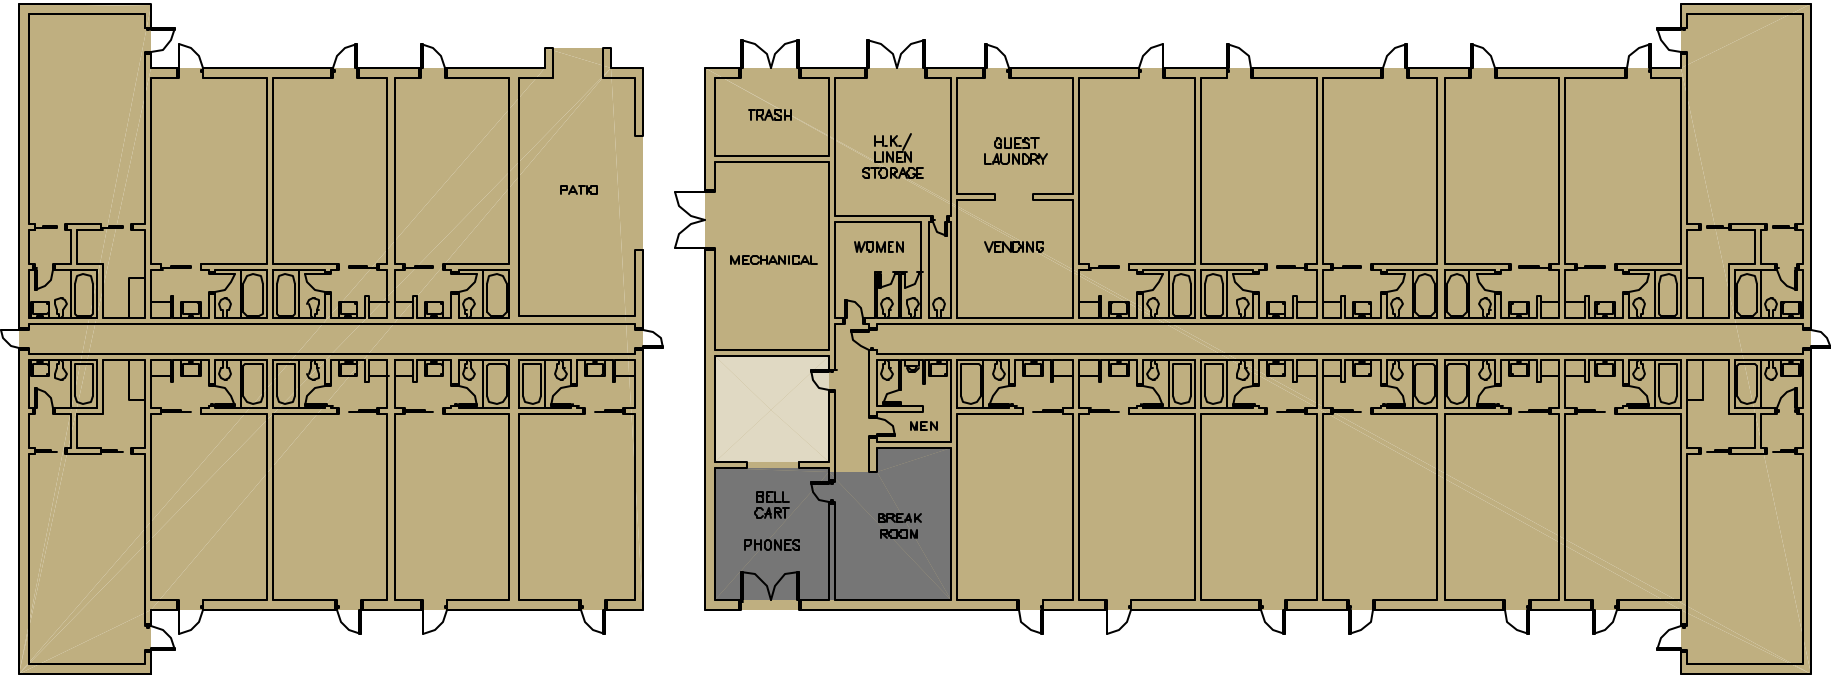 TRASH
H.K./
LINEN
STORAGE
GUEST
LAUNDRY
PATIO
WOMEN
VENDING
MECHANICAL
MEN
BELL
CART
PHONES
BREAK
ROOM